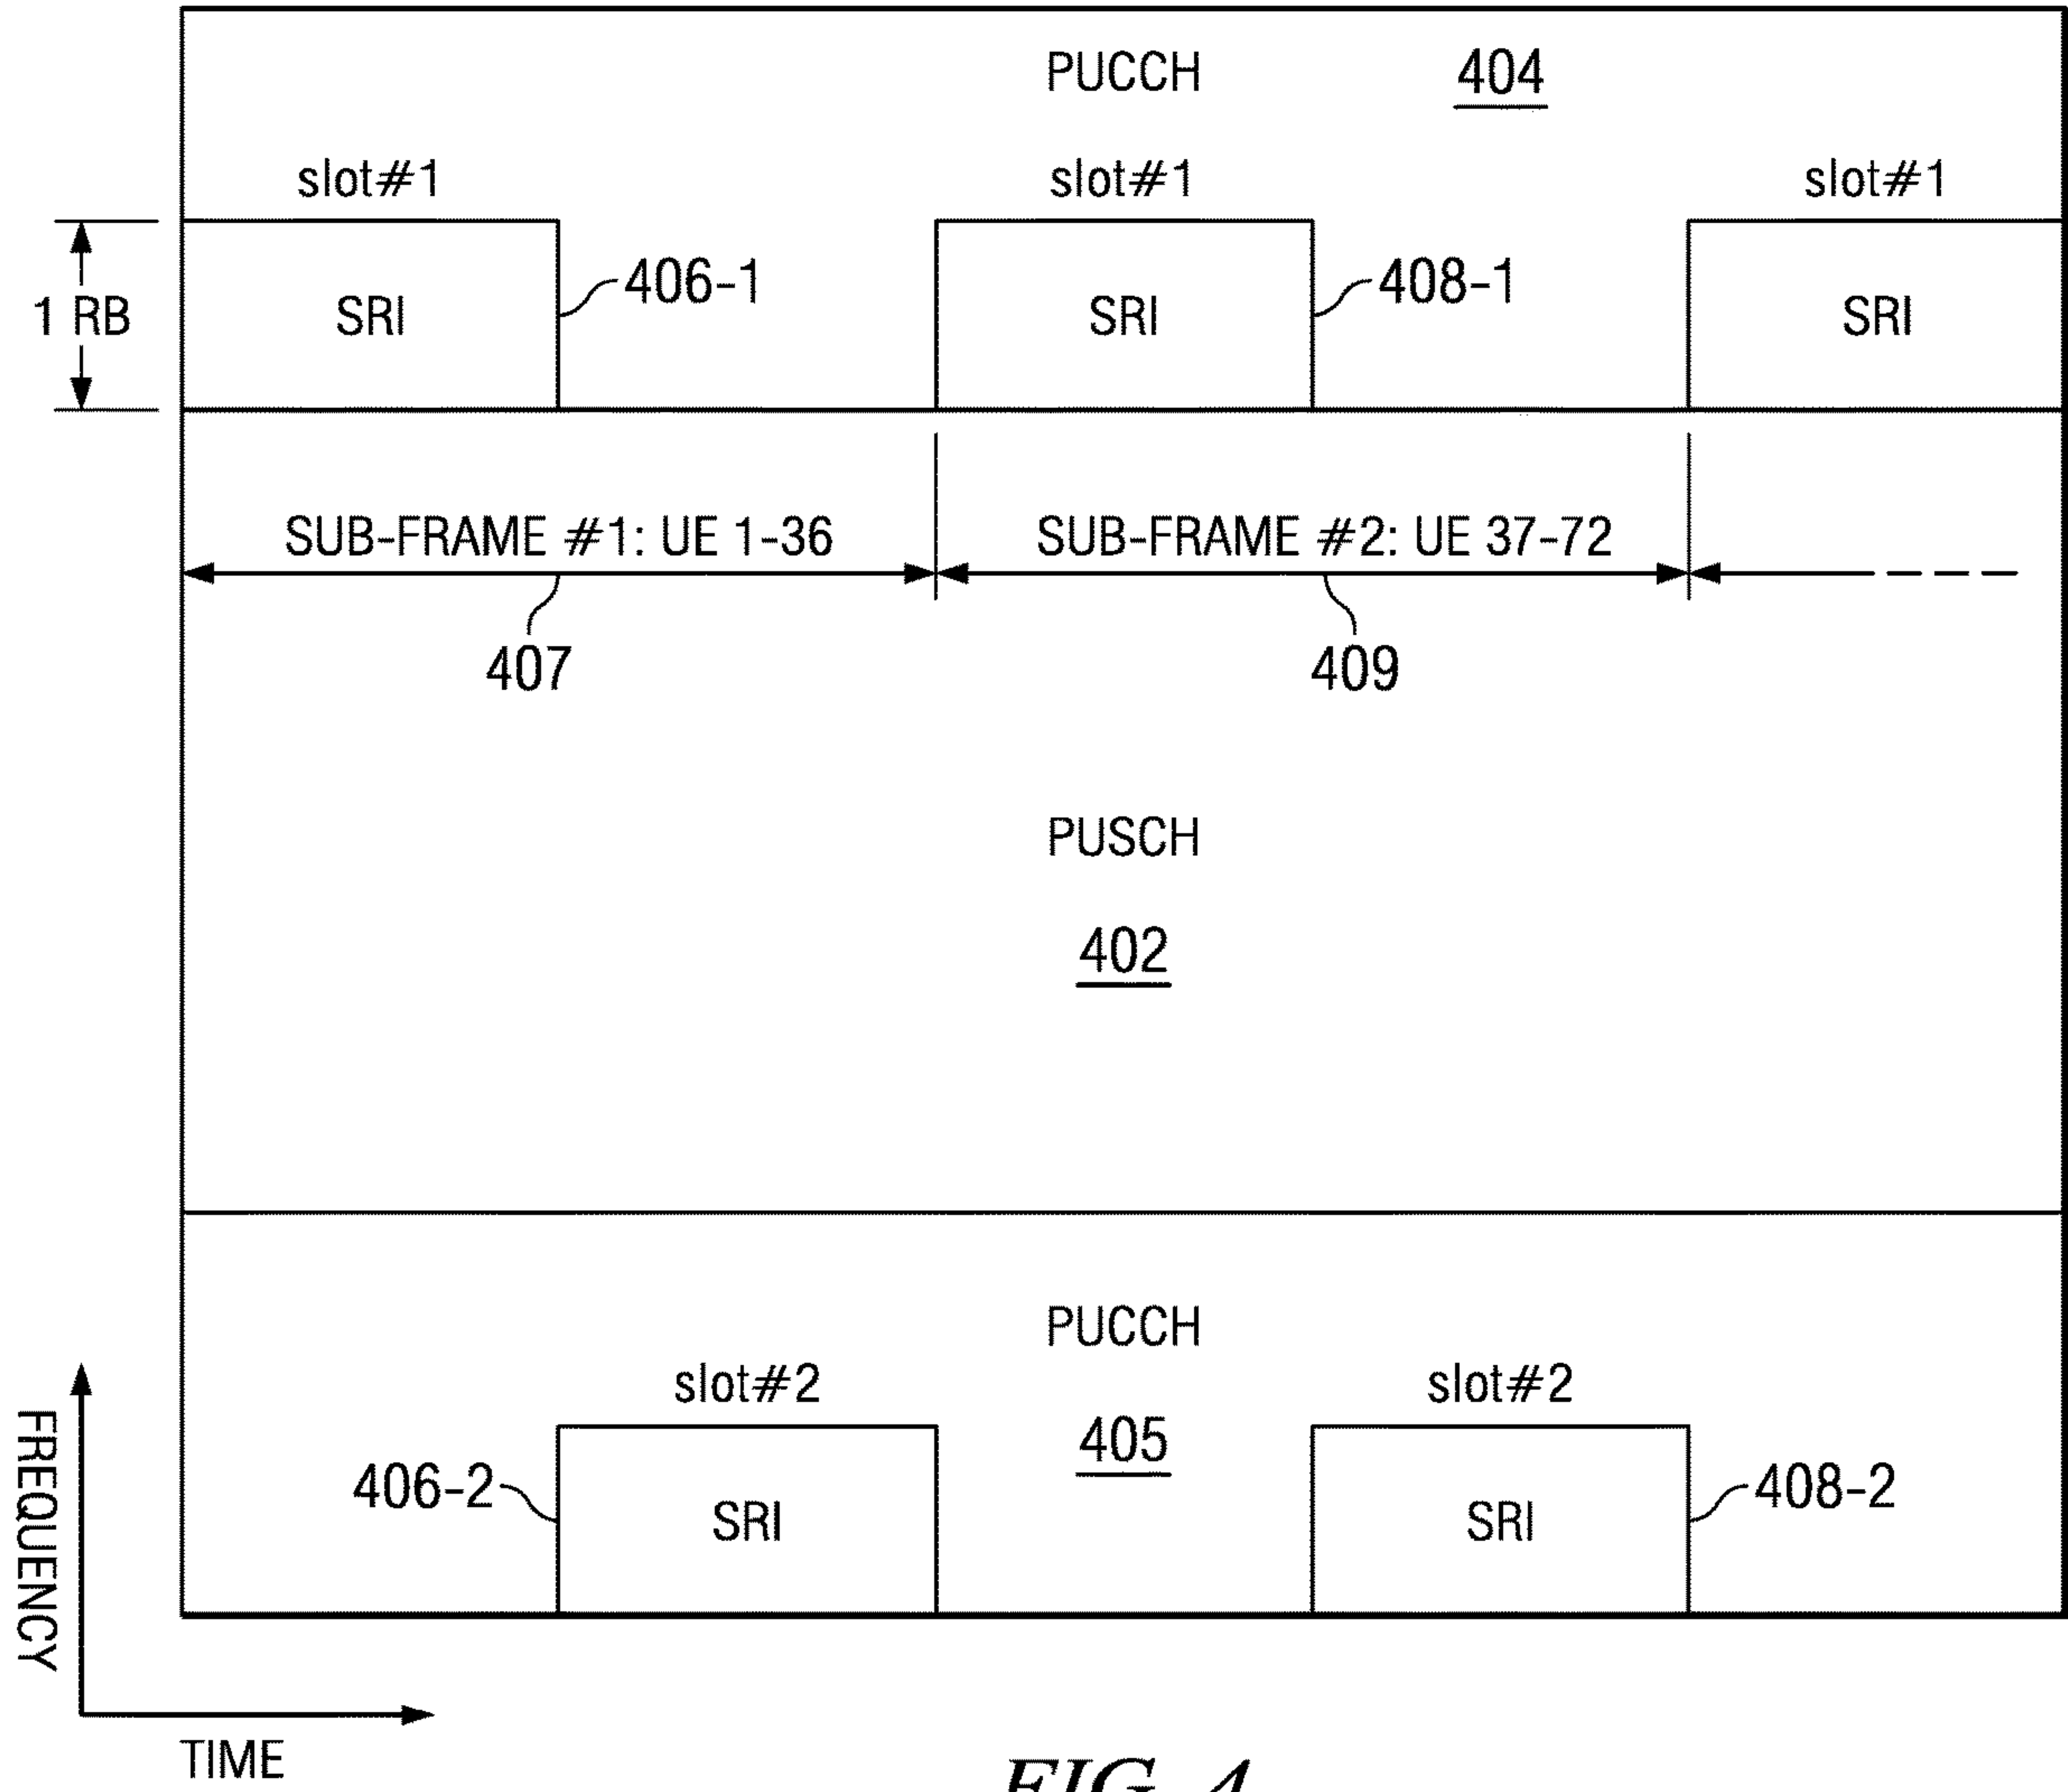 PUCCH 404
slot#1 slot#1 slot#1
406-1 408-1
1 RB SRI SRI SRI
SUB-FRAME #1: UE 1-36 SUB-FRAME #2: UE 37-72
407 409
PUSCH
402
PUCCH
slot#2 slot#2
405
406-2 408-2
SRI SRI
FREQUENCY
TIME
FIG. 4